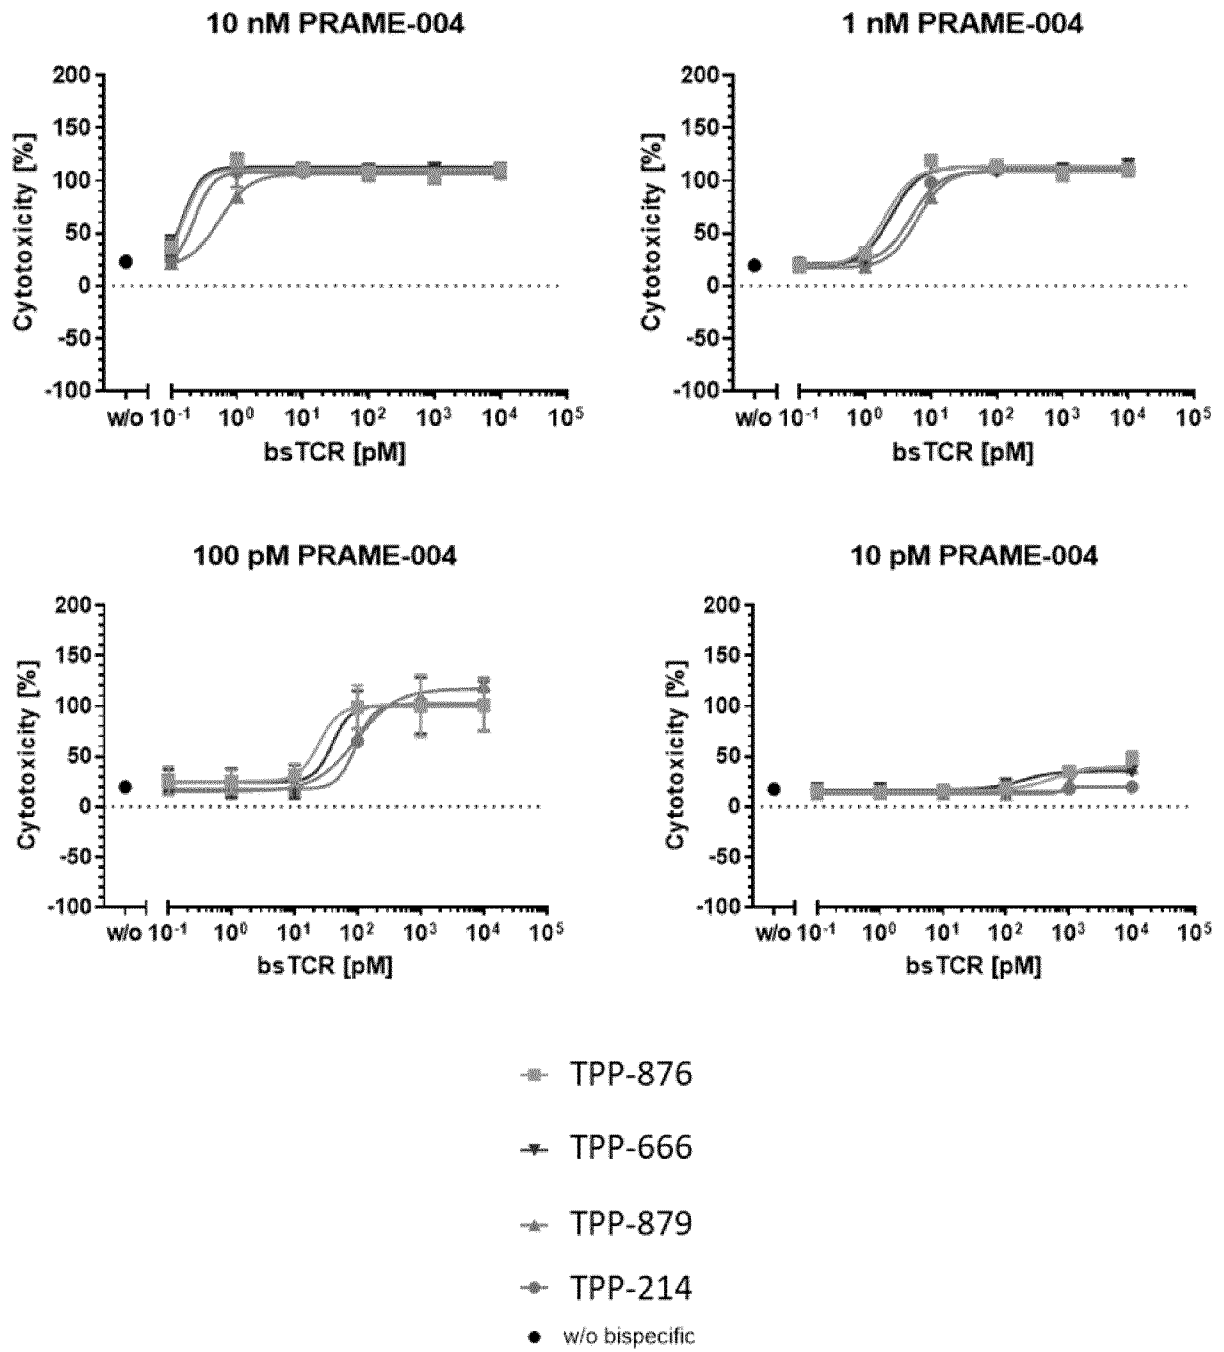 10 nM PRAME-004
1 nM PRAME-004
Cytotoxicity [%]
200
150
100
50
0
-50
-100
w/o 10⁻¹ 10⁰ 10¹ 10² 10³ 10⁴ 10⁵
bsTCR [pM]
Cytotoxicity [%]
200
150
100
50
0
-50
-100
w/o 10⁻¹ 10⁰ 10¹ 10² 10³ 10⁴ 10⁵
bsTCR [pM]
100 pM PRAME-004
10 pM PRAME-004
Cytotoxicity [%]
200
150
100
50
0
-50
-100
w/o 10⁻¹ 10⁰ 10¹ 10² 10³ 10⁴ 10⁵
bsTCR [pM]
Cytotoxicity [%]
200
150
100
50
0
-50
-100
w/o 10⁻¹ 10⁰ 10¹ 10² 10³ 10⁴ 10⁵
bsTCR [pM]
TPP-876
TPP-666
TPP-879
TPP-214
w/o bispecific